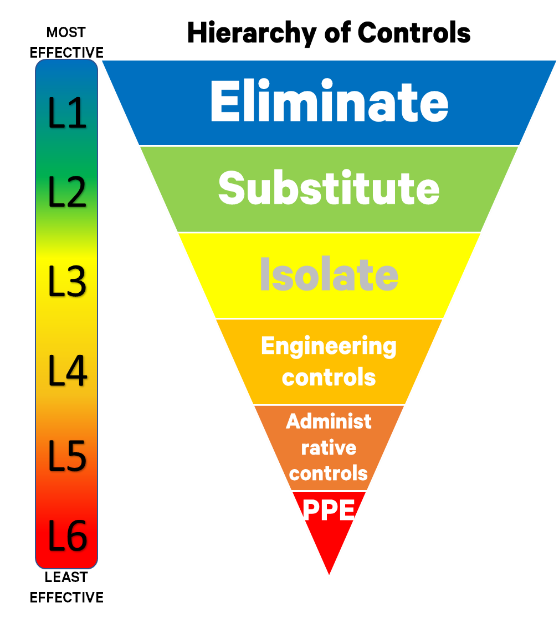 Hierarchy of Controls
MOST
EFFECTIVE
L1
Eliminate
L2
Substitute
L3
Isolate
L4
Engineering
controls
L5
Administ
rative
controls
L6
PPE
LEAST
EFFECTIVE